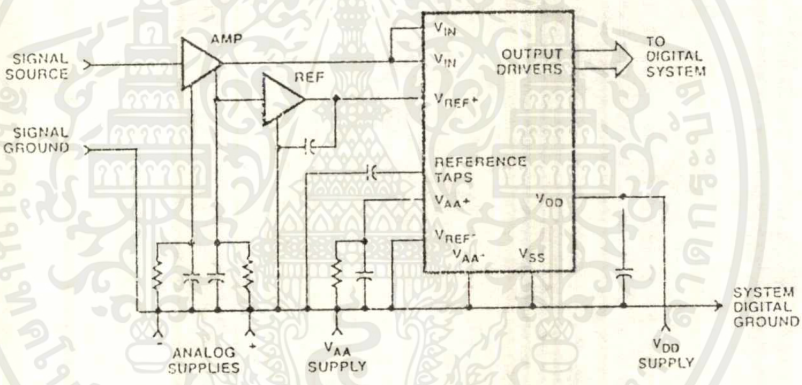 AMP
SIGNAL
SOURCE
REF
SIGNAL
GROUND
VIN
VIN
VREF+
REFERENCE
TAPS
VAA+
VREF-
VAA-
VSS
VDD
OUTPUT
DRIVERS
TO
DIGITAL
SYSTEM
SYSTEM
DIGITAL
GROUND
-
ANALOG
SUPPLIES
+
VAA
SUPPLY
VDD
SUPPLY